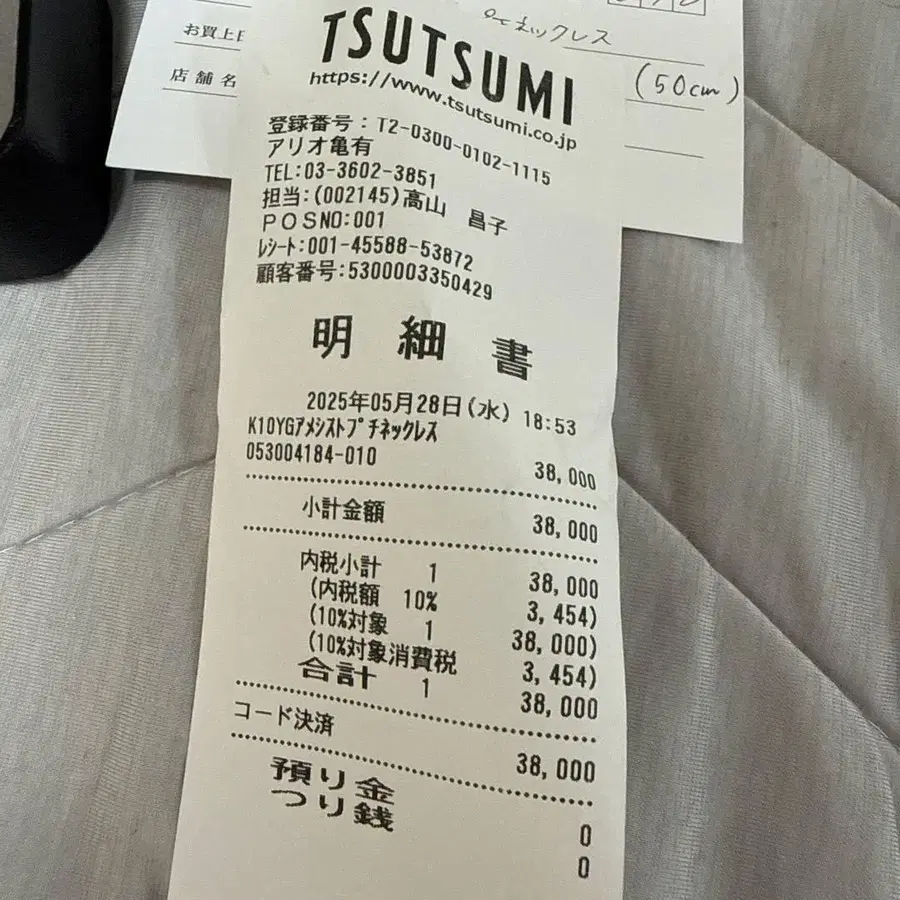 ネックレス
(50cm)
お買上日
店舗名
TSUTSUMI
https://www.tsutsumi.co.jp
登録番号:T2-0300-0102-1115
アリオ亀有
TEL:03-3602-3851
担当:(002145)高山 昌子
POSNO:001
レシート:001-45588-53872
顧客番号:5300003350429
明細書
2025年05月28日(水) 18:53
K10YGアメシストプチネックレス
053004184-010 38,000
小計金額 38,000
内税小計 1 38,000
(内税額 10% 3,454)
(10%対象 1 38,000)
(10%対象消費税 3,454)
合計 1 38,000
コード決済 38,000
預り金 0
つり銭 0